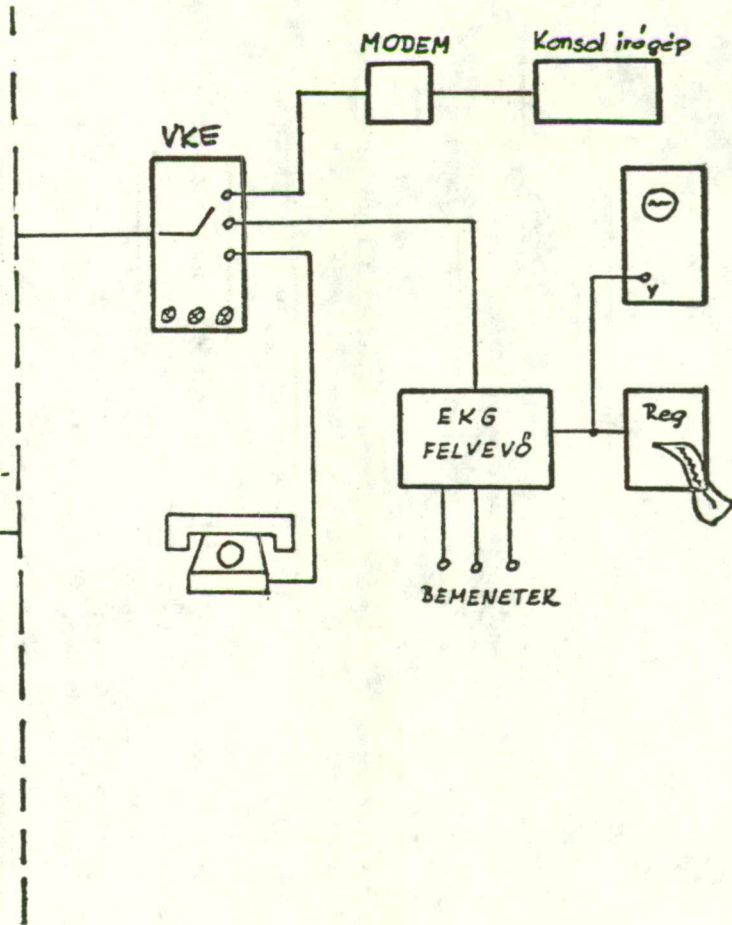 MODEM
Konsol írógép
VKE
Y
EKG
FELVEVŐ
Reg
BEMENETEK